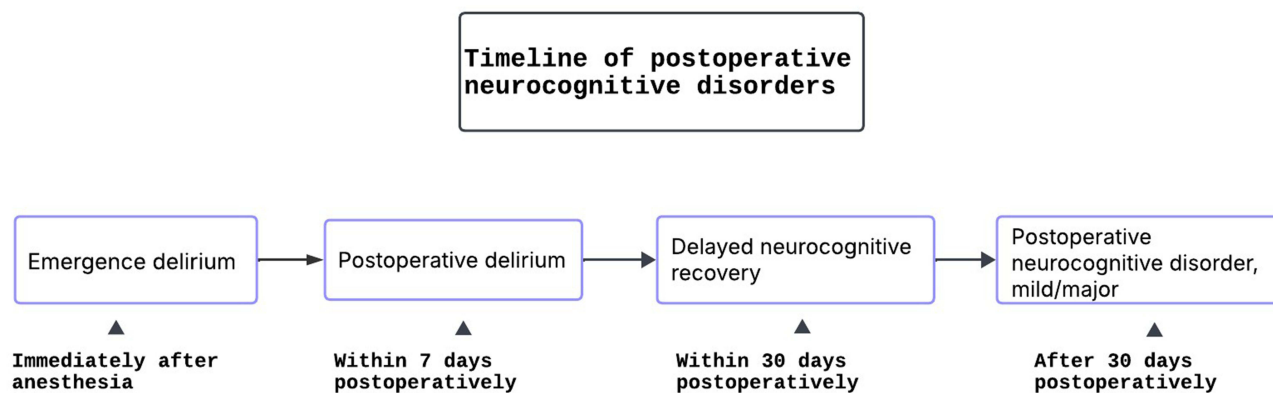 Timeline of postoperative
neurocognitive disorders
Emergence delirium
Postoperative delirium
Delayed neurocognitive
recovery
Postoperative
neurocognitive disorder,
mild/major
Immediately after
anesthesia
Within 7 days
postoperatively
Within 30 days
postoperatively
After 30 days
postoperatively